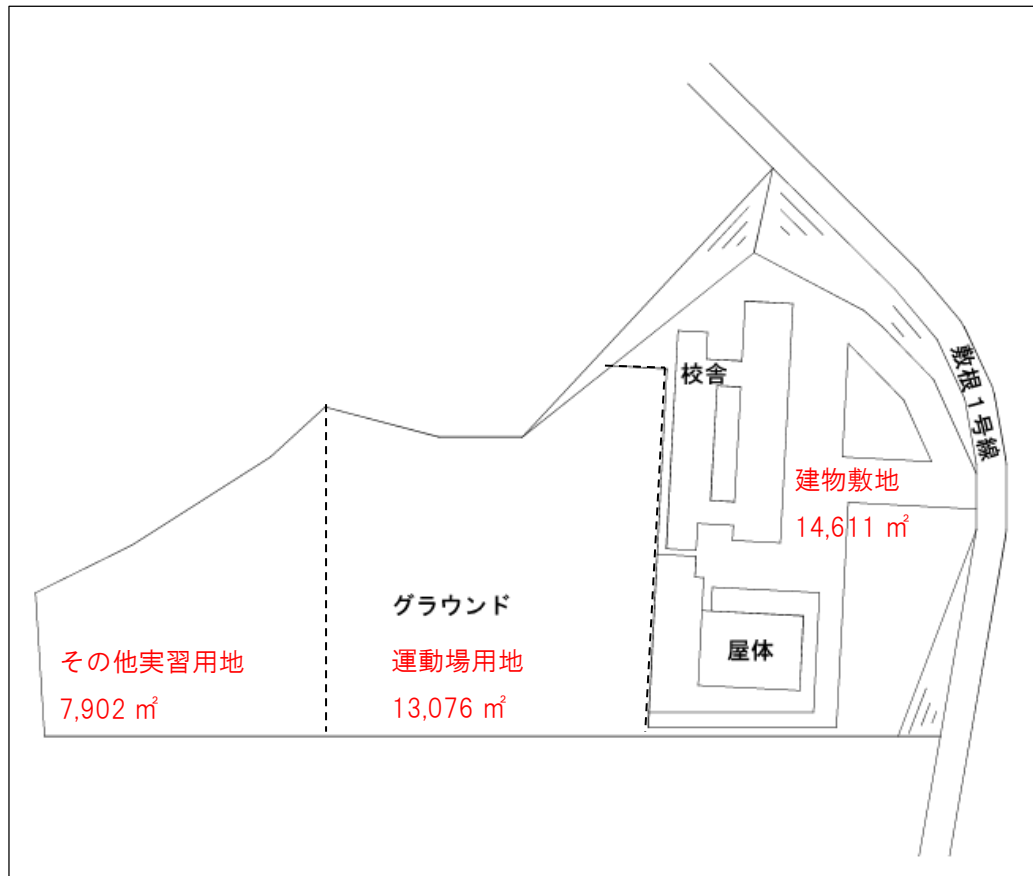 校舎
敷根1号線
建物敷地
14,611 ㎡
グラウンド
その他実習用地
7,902 ㎡
運動場用地
13,076 ㎡
屋体